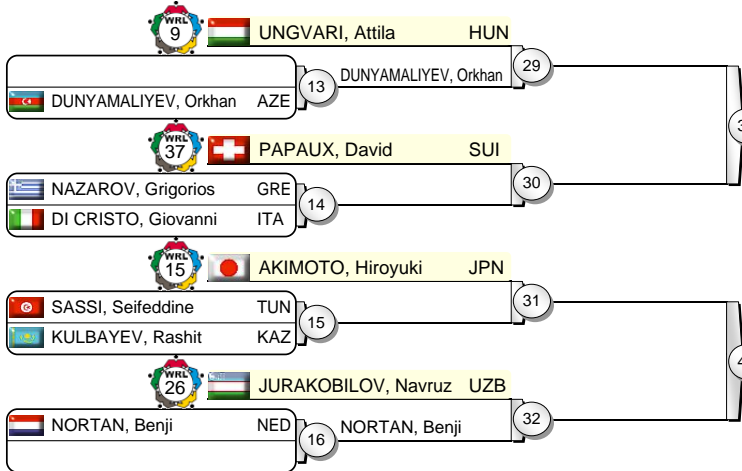 WRL
9
UNGVARI, Attila HUN
29
DUNYAMALIYEV, Orkhan
13
DUNYAMALIYEV, Orkhan AZE
WRL
37
PAPAUX, David SUI
30
NAZAROV, Grigorios GRE
14
DI CRISTO, Giovanni ITA
WRL
15
AKIMOTO, Hiroyuki JPN
31
SASSI, Seifeddine TUN
15
KULBAYEV, Rashit KAZ
WRL
26
JURAKOBILOV, Navruz UZB
32
NORTAN, Benji NED
16
NORTAN, Benji